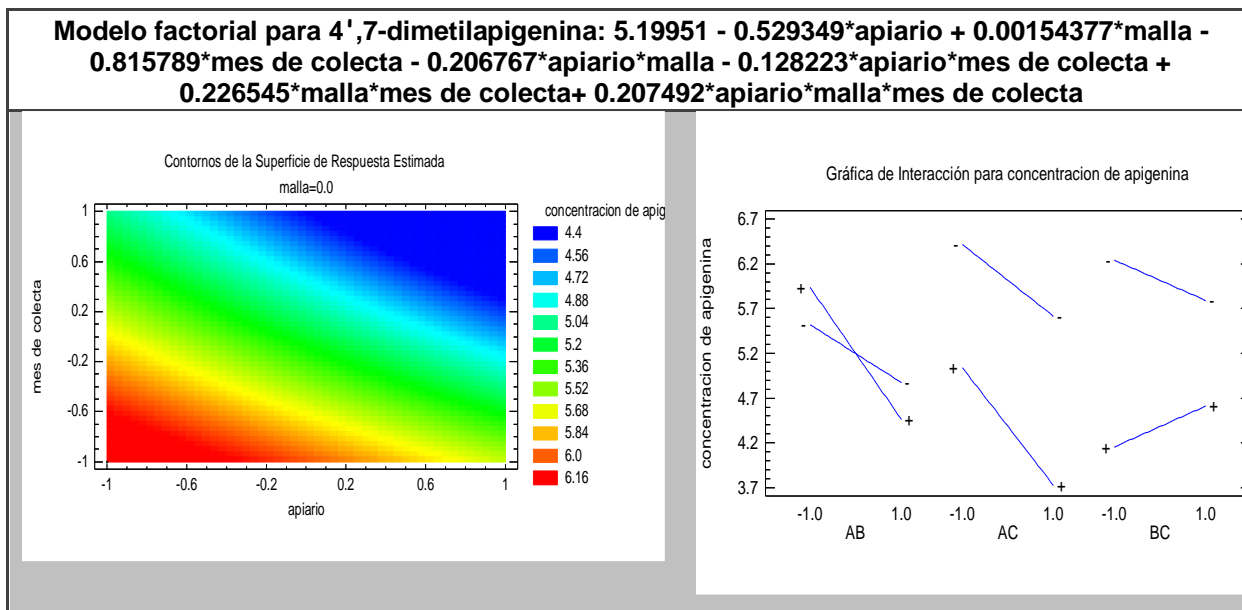 Modelo factorial para 4',7-dimetilapigenina: 5.19951 - 0.529349*apiario + 0.00154377*malla -
0.815789*mes de colecta - 0.206767*apiario*malla - 0.128223*apiario*mes de colecta +
0.226545*malla*mes de colecta+ 0.207492*apiario*malla*mes de colecta
Contornos de la Superficie de Respuesta Estimada
malla=0.0
mes de colecta
1
0.6
0.2
-0.2
-0.6
-1
-1 -0.6 -0.2 0.2 0.6 1
apiario
concentracion de apig
4.4
4.56
4.72
4.88
5.04
5.2
5.36
5.52
5.68
5.84
6.0
6.16
Gráfica de Interacción para concentracion de apigenina
concentracion de apigenina
6.7
6.2
5.7
5.2
4.7
4.2
3.7
-1.0 1.0 -1.0 1.0 -1.0 1.0
AB AC BC